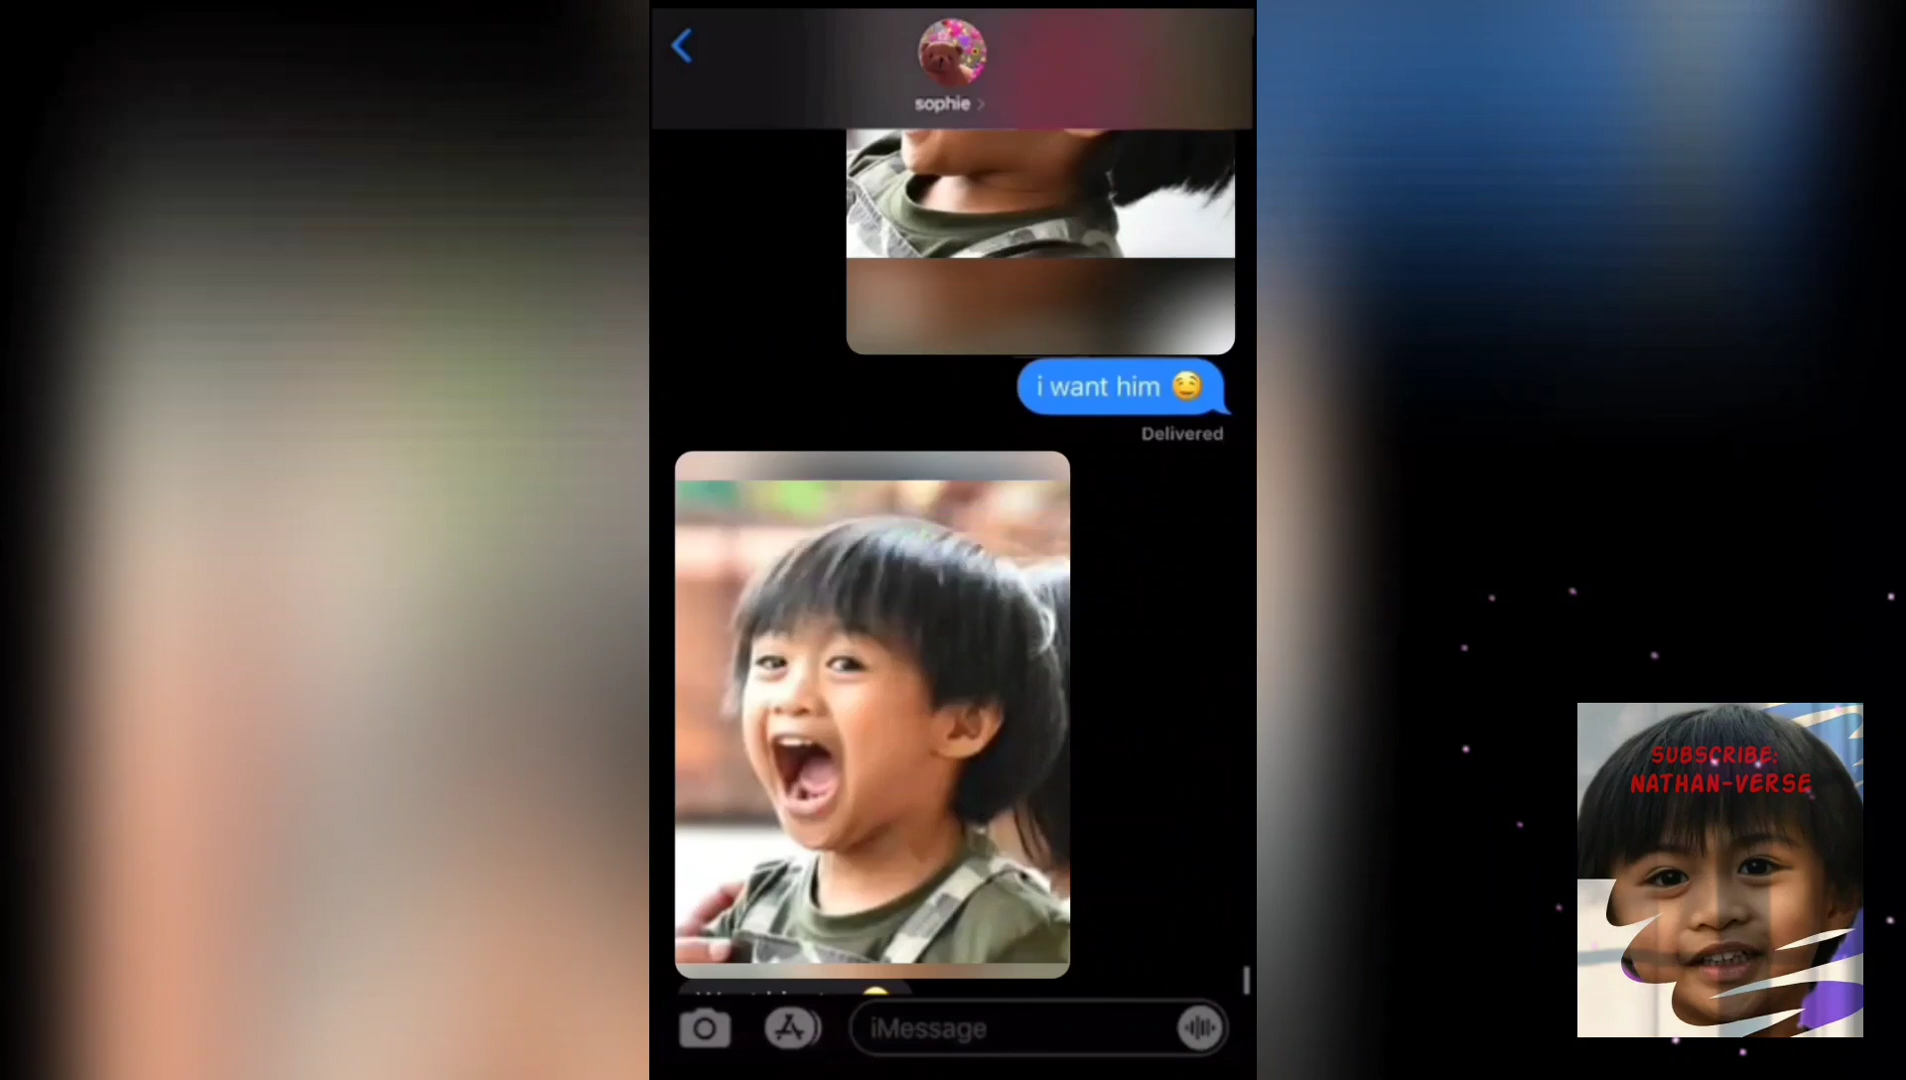 sophie
i want him 🤤
Delivered
iMessage
SUBSCRIBE:
NATHAN-VERSE